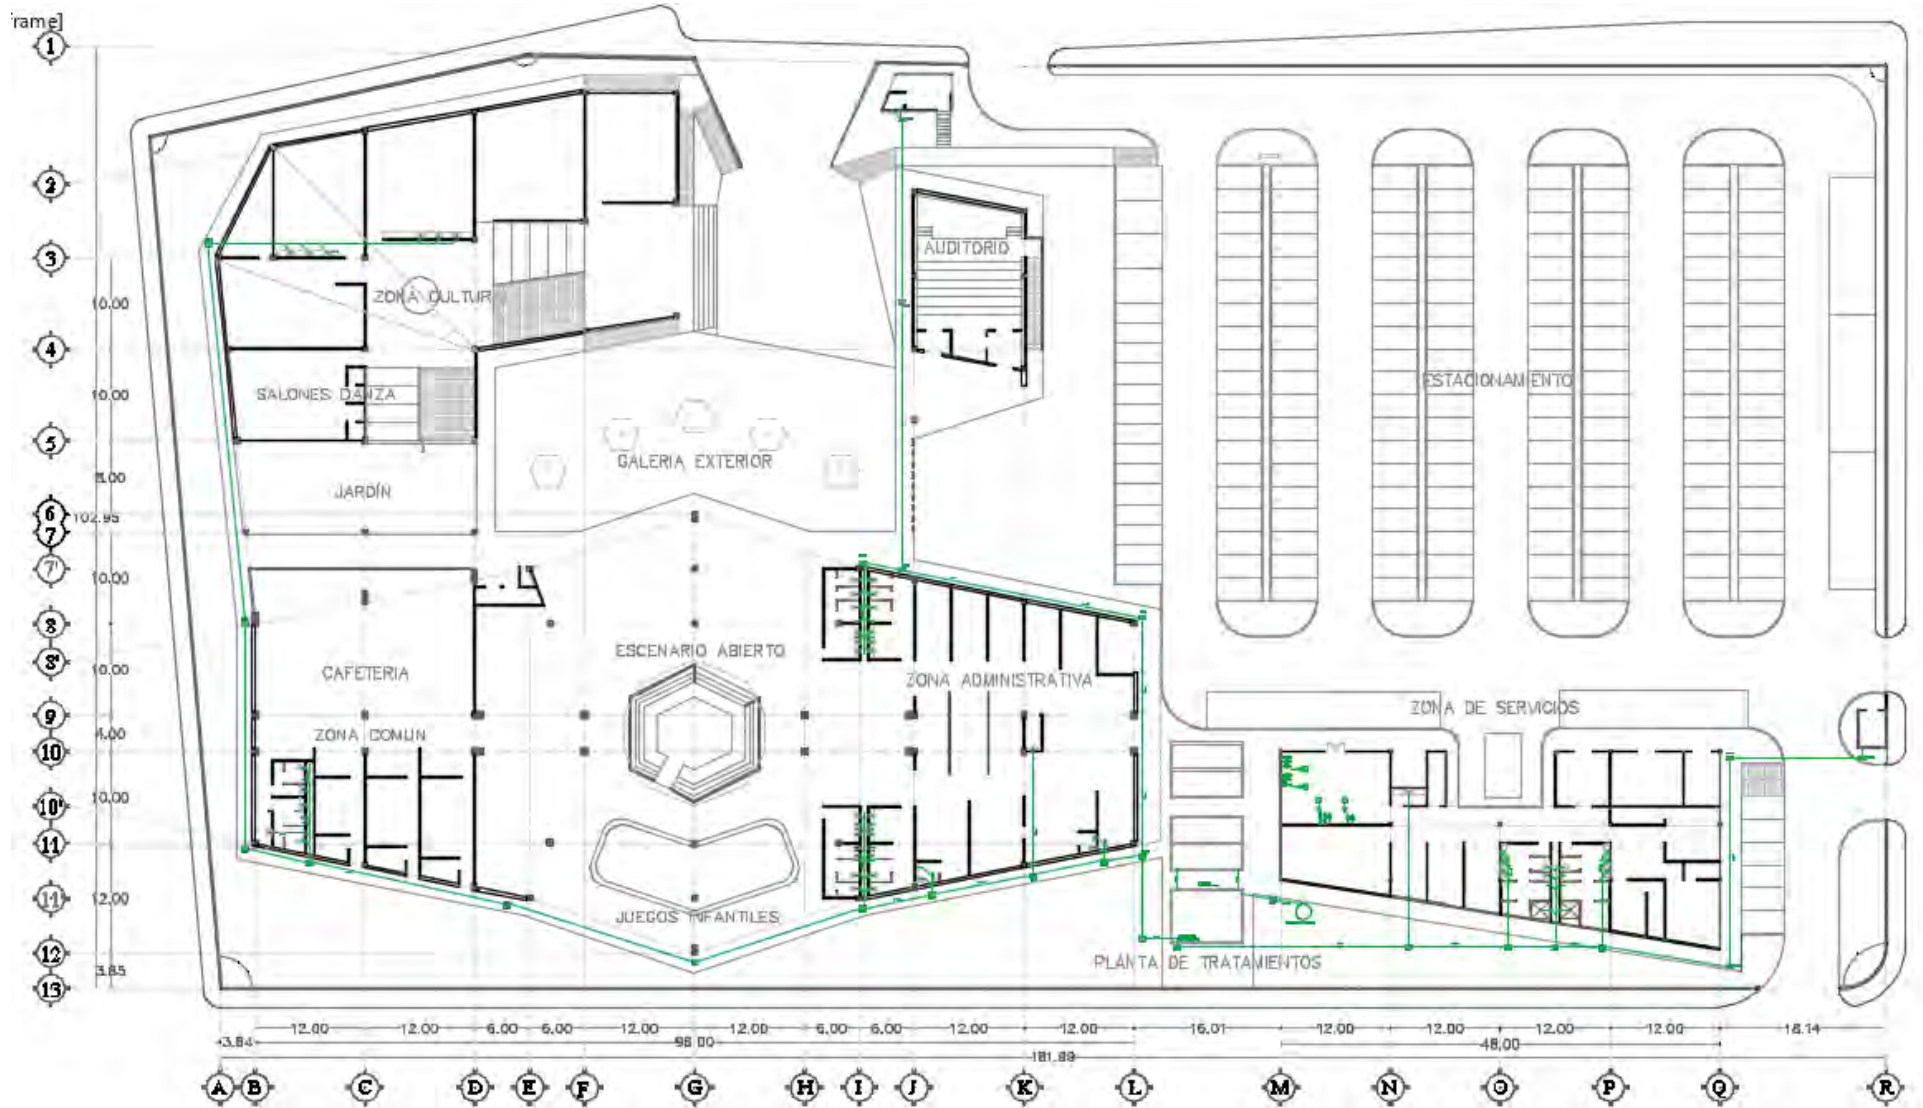 frame]
1
2
3
10.00
4
10.00
5
8.00
6
102.95
7
7'
10.00
8
8'
10.00
9
4.00
10
10.00
10'
11
11'
12.00
12
3.85
13
AUDITORIO
ZONA CULTUR
ESTACIONAMIENTO
SALONES DANZA
GALERIA EXTERIOR
JARDÍN
ESCENARIO ABIERTO
CAFETERIA
ZONA ADMINISTRATIVA
ZONA DE SERVICIOS
ZONA COMUN
JUEGOS INFANTILES
PLANTA DE TRATAMIENTOS
12.00 12.00 6.00 6.00 12.00 12.00 6.00 6.00 12.00 12.00 16.01 12.00 12.00 12.00 12.00 18.14
3.84 96.00 48.00
181.99
A B C D E F G H I J K L M N O P Q R